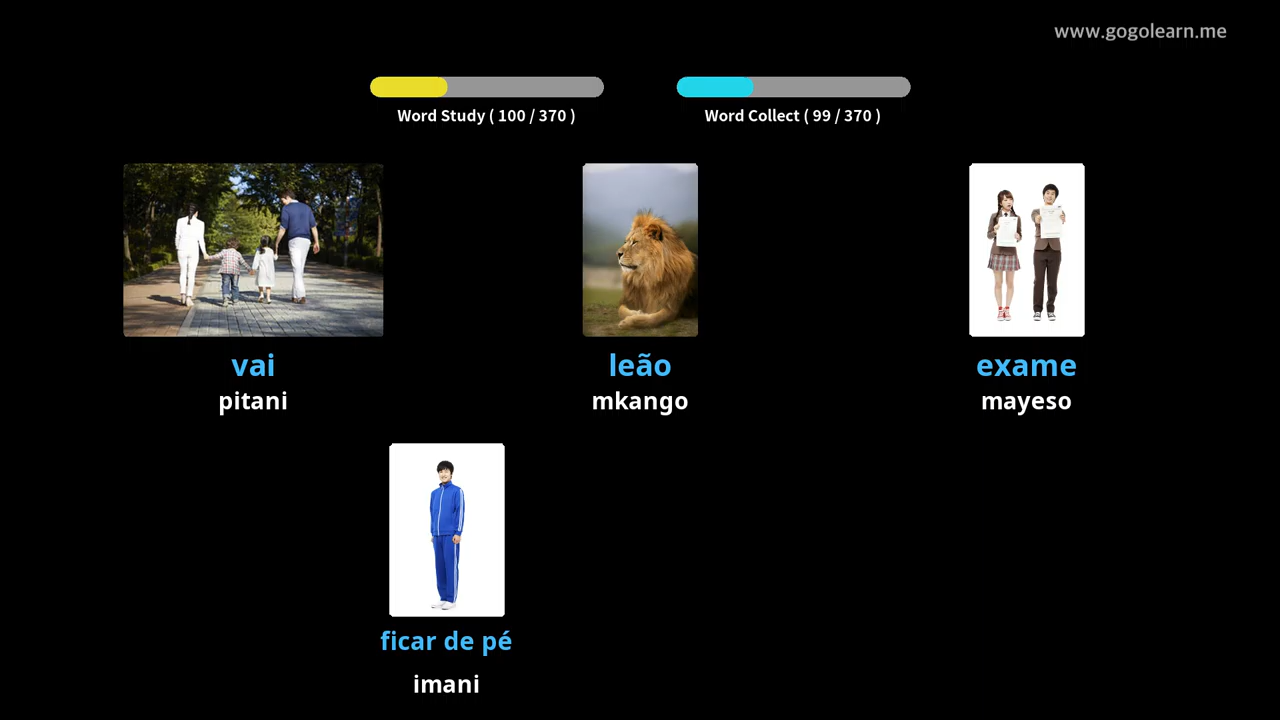 www.gogolearn.me
Word Study ( 100 / 370 )
Word Collect ( 99 / 370 )
vai
pitani
leão
mkango
exame
mayeso
ficar de pé
imani